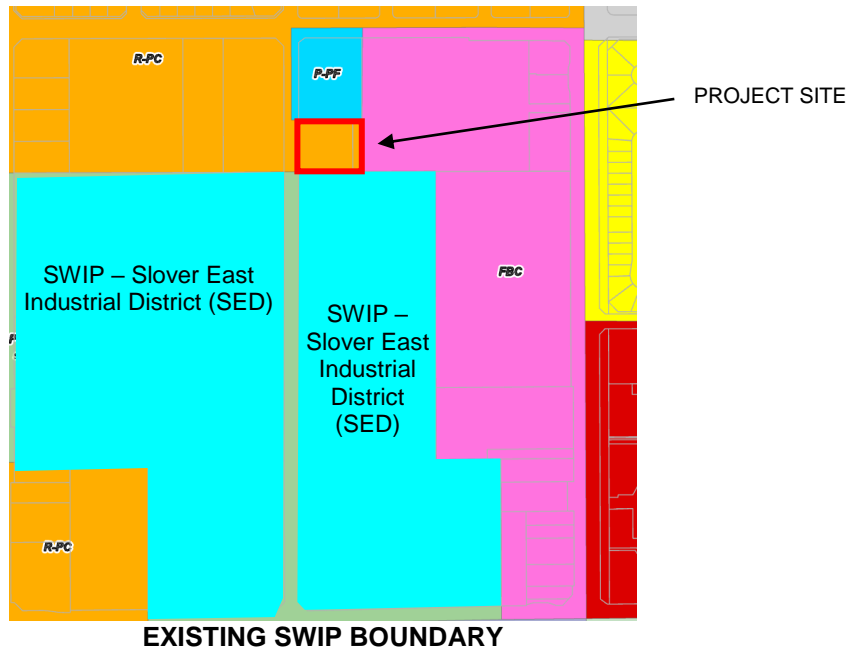 R-PC
P-PF
PROJECT SITE
SWIP – Slover East
Industrial District (SED)
SWIP –
Slover East
Industrial
District
(SED)
FBC
R-PC
EXISTING SWIP BOUNDARY